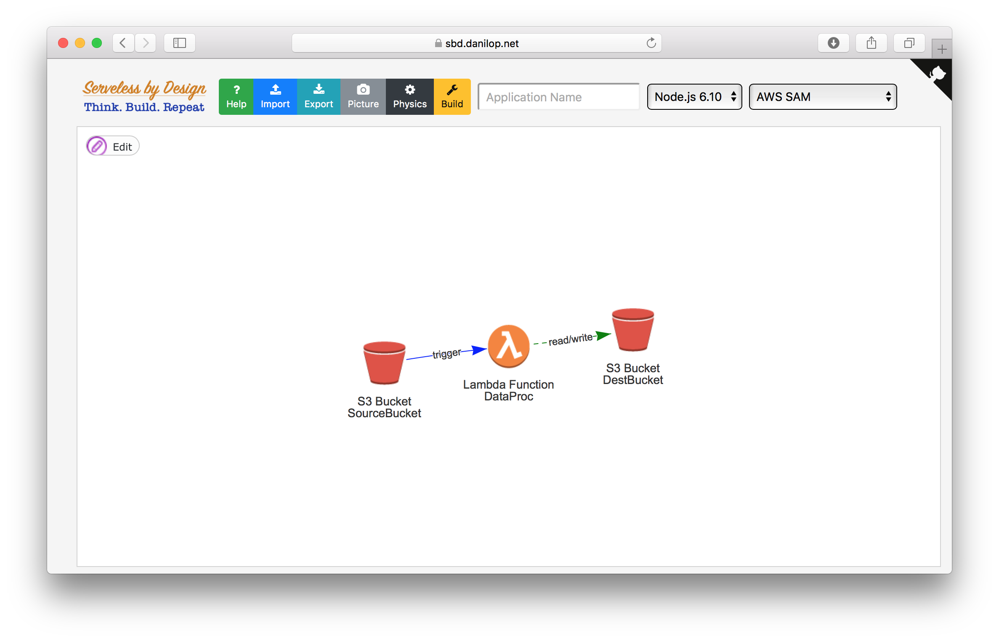 sbd.danilop.net
Serveless by Design
Think. Build. Repeat
? Help
Import
Export
Picture
Physics
Build
Application Name
Node.js 6.10
AWS SAM
Edit
trigger
read/write
S3 Bucket
DestBucket
Lambda Function
DataProc
S3 Bucket
SourceBucket